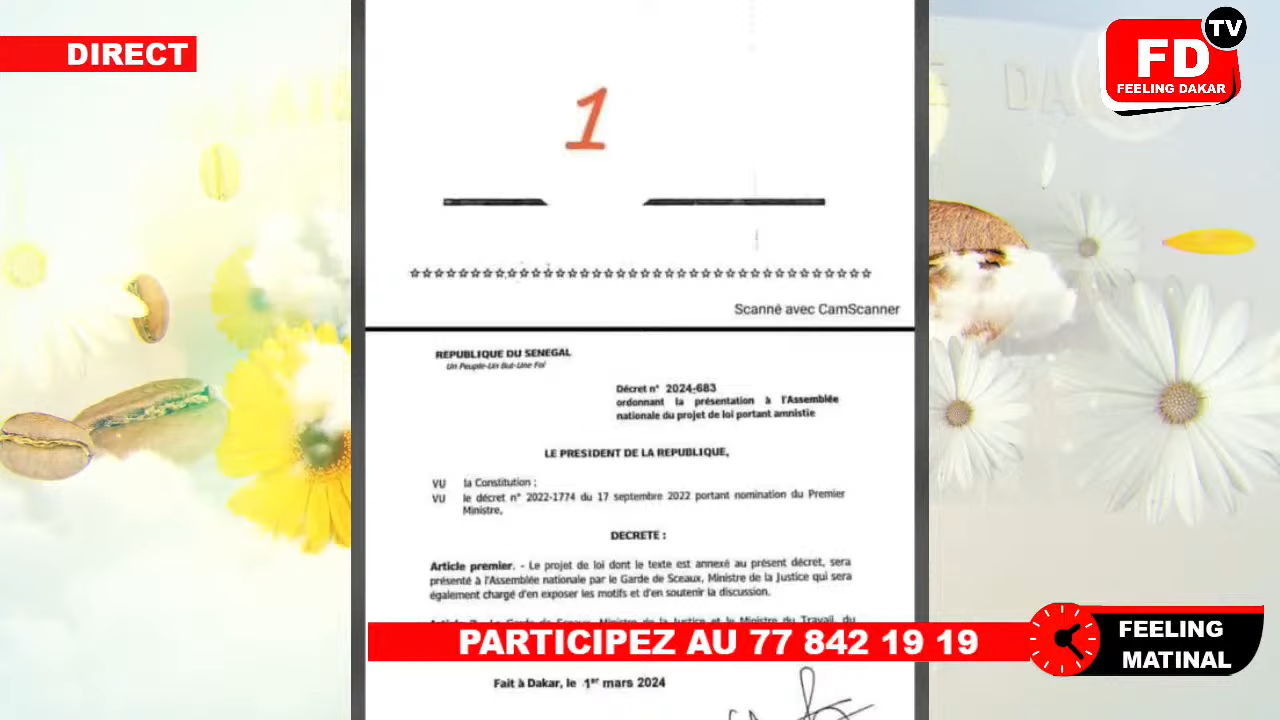 DIRECT
TV
FD
FEELING DAKAR
1
☆☆☆☆☆☆☆☆☆☆☆☆☆☆☆☆☆☆☆☆☆☆☆☆☆☆☆☆☆☆☆☆☆☆☆☆☆☆
Scanné avec CamScanner
REPUBLIQUE DU SENEGAL
Un Peuple-Un But-Une Foi
Décret n° 2024-683
ordonnant la présentation à l'Assemblée
nationale du projet de loi portant amnistie
LE PRESIDENT DE LA REPUBLIQUE,
VU la Constitution ;
VU le décret n° 2022-1774 du 17 septembre 2022 portant nomination du Premier
Ministre,
DECRETE :
Article premier. - Le projet de loi dont le texte est annexé au présent décret, sera
présenté à l'Assemblée nationale par le Garde de Sceaux, Ministre de la Justice qui sera
également chargé d'en exposer les motifs et d'en soutenir la discussion.
PARTICIPEZ AU 77 842 19 19
FEELING
MATINAL
Fait à Dakar, le 1er mars 2024